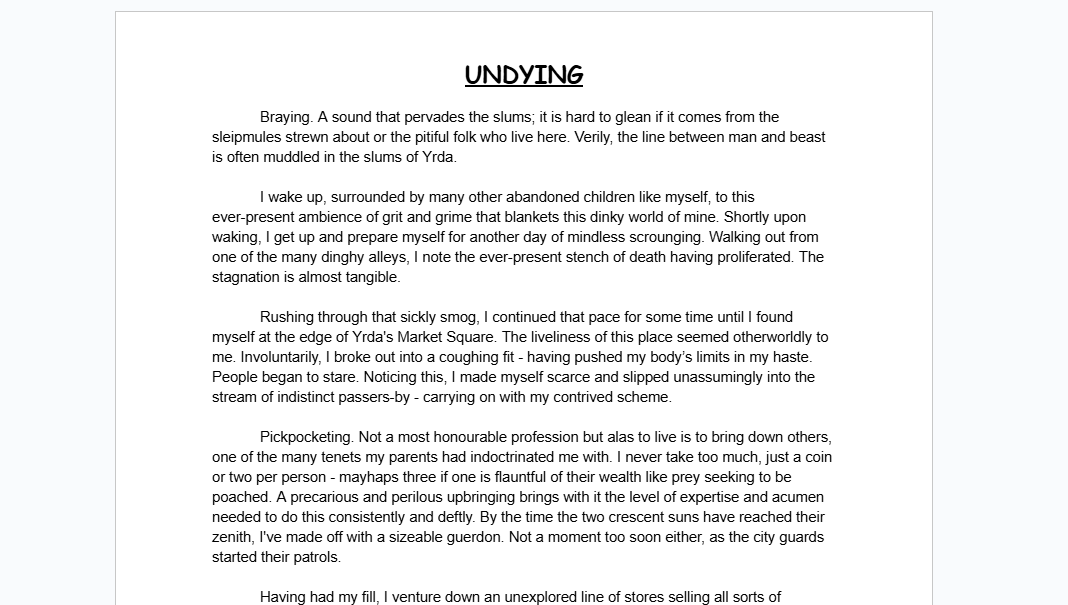 UNDYING
Braying. A sound that pervades the slums; it is hard to glean if it comes from the
sleipmules strewn about or the pitiful folk who live here. Verily, the line between man and beast
is often muddled in the slums of Yrda.
I wake up, surrounded by many other abandoned children like myself, to this
ever-present ambience of grit and grime that blankets this dinky world of mine. Shortly upon
waking, I get up and prepare myself for another day of mindless scrounging. Walking out from
one of the many dinghy alleys, I note the ever-present stench of death having proliferated. The
stagnation is almost tangible.
Rushing through that sickly smog, I continued that pace for some time until I found
myself at the edge of Yrda's Market Square. The liveliness of this place seemed otherworldly to
me. Involuntarily, I broke out into a coughing fit - having pushed my body’s limits in my haste.
People began to stare. Noticing this, I made myself scarce and slipped unassumingly into the
stream of indistinct passers-by - carrying on with my contrived scheme.
Pickpocketing. Not a most honourable profession but alas to live is to bring down others,
one of the many tenets my parents had indoctrinated me with. I never take too much, just a coin
or two per person - mayhaps three if one is flauntful of their wealth like prey seeking to be
poached. A precarious and perilous upbringing brings with it the level of expertise and acumen
needed to do this consistently and deftly. By the time the two crescent suns have reached their
zenith, I've made off with a sizeable guerdon. Not a moment too soon either, as the city guards
started their patrols.
Having had my fill, I venture down an unexplored line of stores selling all sorts of